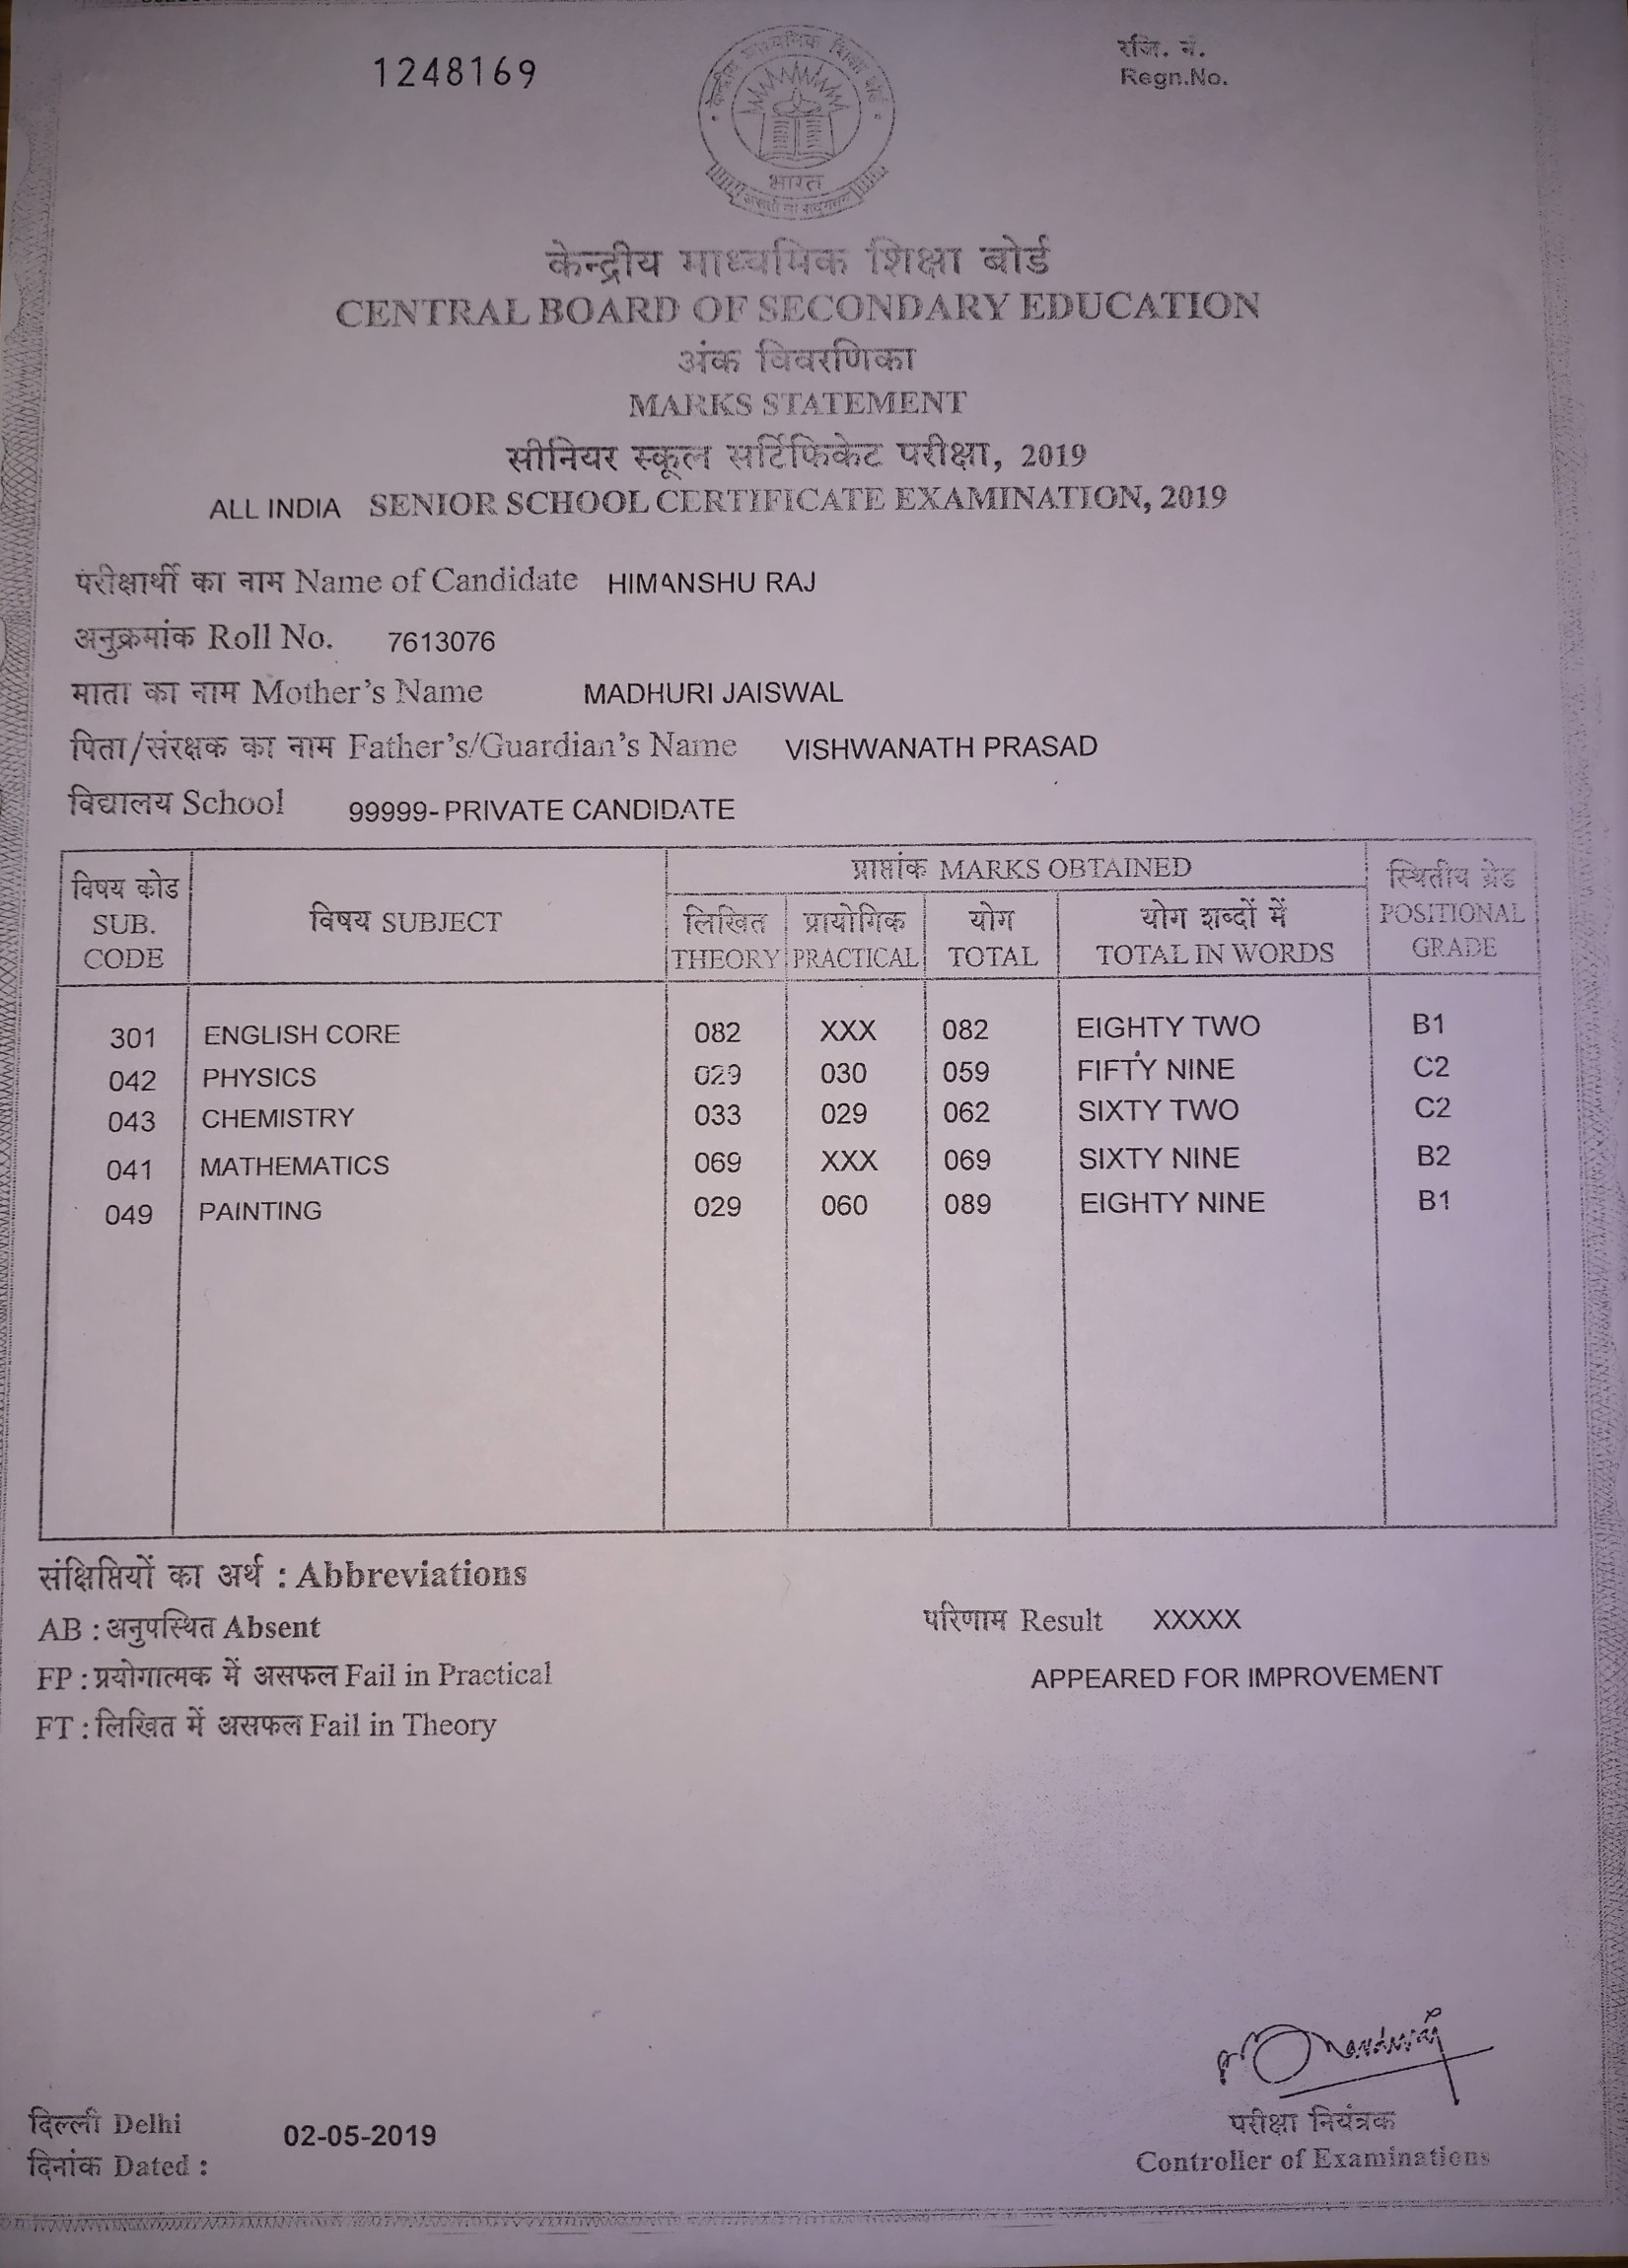 1248169
रजि. नं.
Regn.No.
केन्द्रीय माध्यमिक शिक्षा बोर्ड
भारत
असतो मा सद्गमय
केन्द्रीय माध्यमिक शिक्षा बोर्ड
CENTRAL BOARD OF SECONDARY EDUCATION
अंक विवरणिका
MARKS STATEMENT
सीनियर स्कूल सर्टिफिकेट परीक्षा, 2019
ALL INDIA SENIOR SCHOOL CERTIFICATE EXAMINATION, 2019
परीक्षार्थी का नाम Name of Candidate HIMANSHU RAJ
अनुक्रमांक Roll No. 7613076
माता का नाम Mother's Name MADHURI JAISWAL
पिता/संरक्षक का नाम Father's/Guardian's Name VISHWANATH PRASAD
विद्यालय School 99999-PRIVATE CANDIDATE
विषय कोड SUB. CODE विषय SUBJECT प्राप्तांक MARKS OBTAINED स्थितीय ग्रेड POSITIONAL GRADE
लिखित THEORY प्रायोगिक PRACTICAL योग TOTAL योग शब्दों में TOTAL IN WORDS
301 ENGLISH CORE 082 XXX 082 EIGHTY TWO B1
042 PHYSICS 029 030 059 FIFTY NINE C2
043 CHEMISTRY 033 029 062 SIXTY TWO C2
041 MATHEMATICS 069 XXX 069 SIXTY NINE B2
049 PAINTING 029 060 089 EIGHTY NINE B1
संक्षिप्तियों का अर्थ : Abbreviations
AB : अनुपस्थित Absent
परिणाम Result XXXXX
FP : प्रयोगात्मक में असफल Fail in Practical
APPEARED FOR IMPROVEMENT
FT : लिखित में असफल Fail in Theory
दिल्ली Delhi
दिनांक Dated : 02-05-2019
परीक्षा नियंत्रक
Controller of Examinations